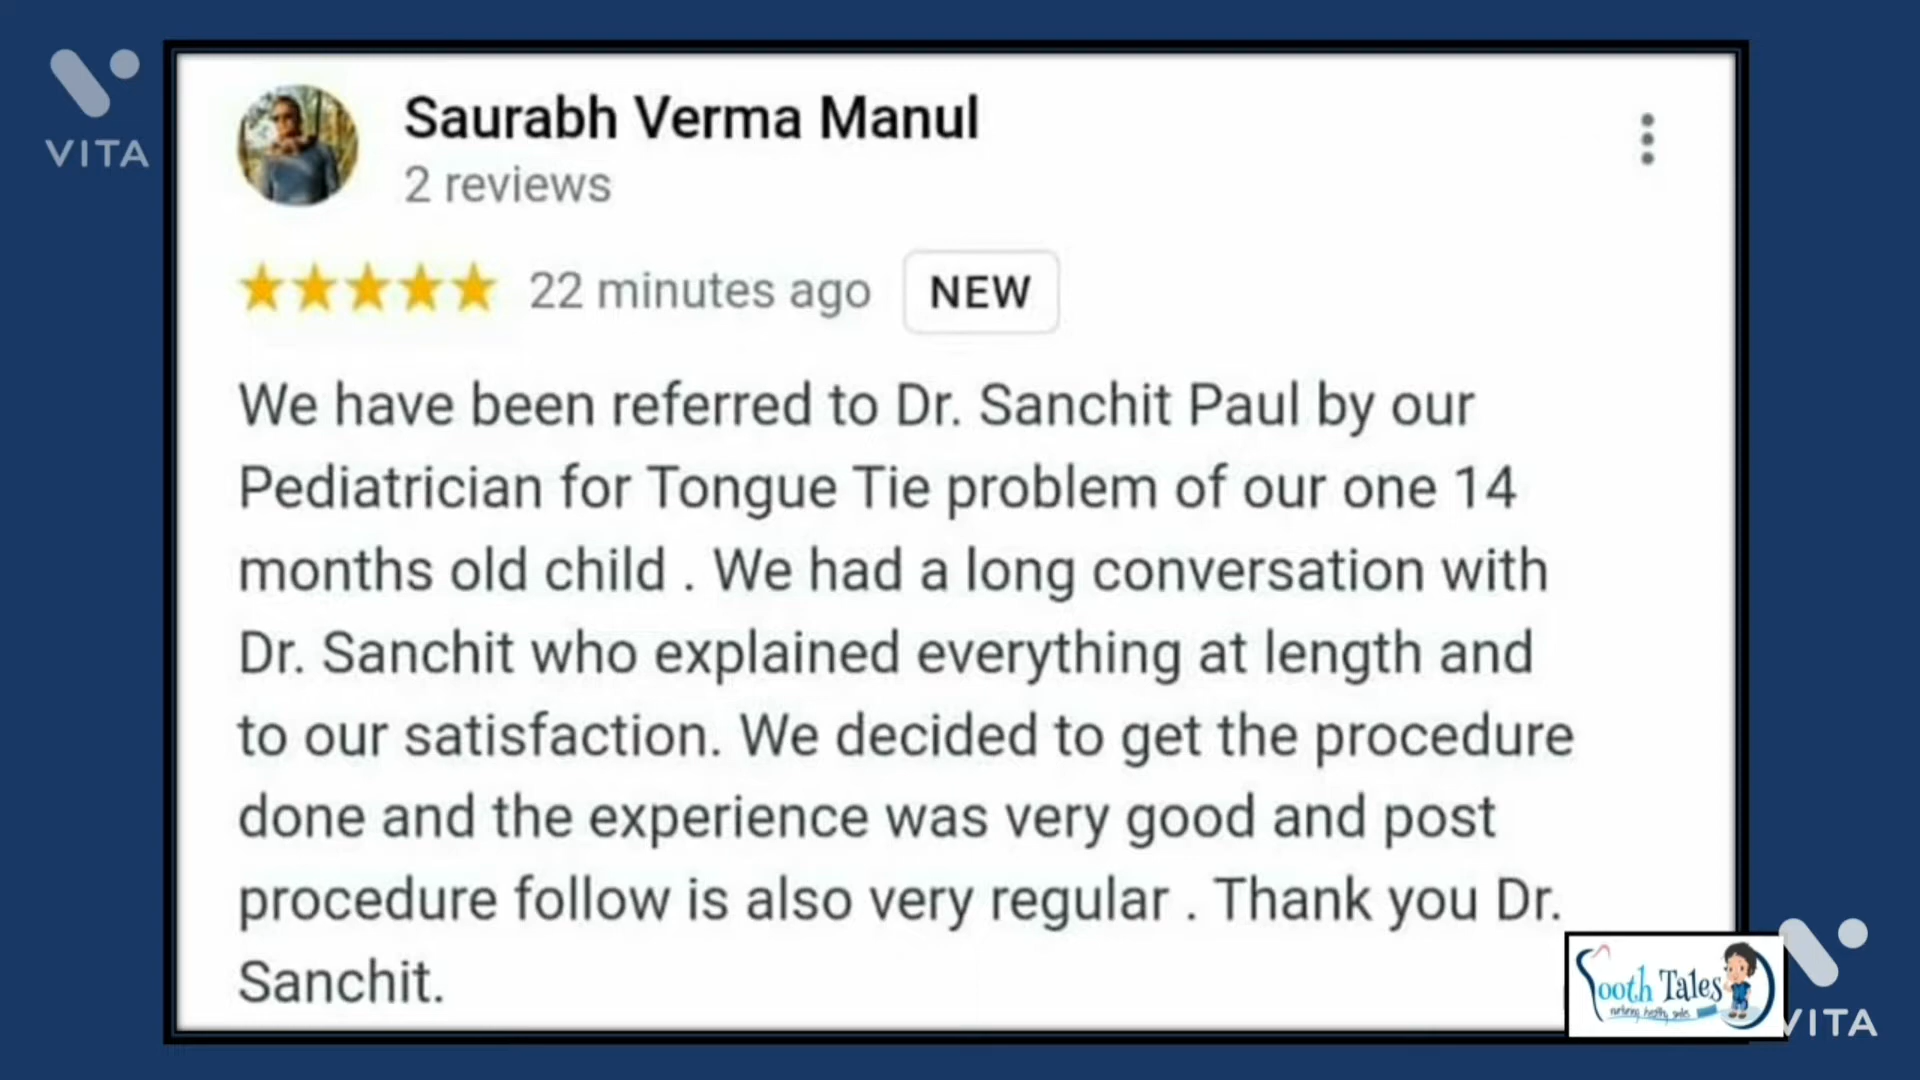 VITA
Saurabh Verma Manul
2 reviews
22 minutes ago NEW
We have been referred to Dr. Sanchit Paul by our
Pediatrician for Tongue Tie problem of our one 14
months old child . We had a long conversation with
Dr. Sanchit who explained everything at length and
to our satisfaction. We decided to get the procedure
done and the experience was very good and post
procedure follow is also very regular . Thank you Dr.
Sanchit.
Tooth Tales
VITA